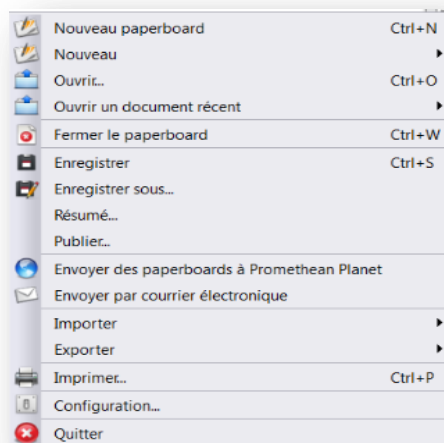 Nouveau paperboard Ctrl+N
Nouveau
Ouvrir... Ctrl+O
Ouvrir un document récent
Fermer le paperboard Ctrl+W
Enregistrer Ctrl+S
Enregistrer sous...
Résumé...
Publier...
Envoyer des paperboards à Promethean Planet
Envoyer par courrier électronique
Importer
Exporter
Imprimer... Ctrl+P
Configuration...
Quitter